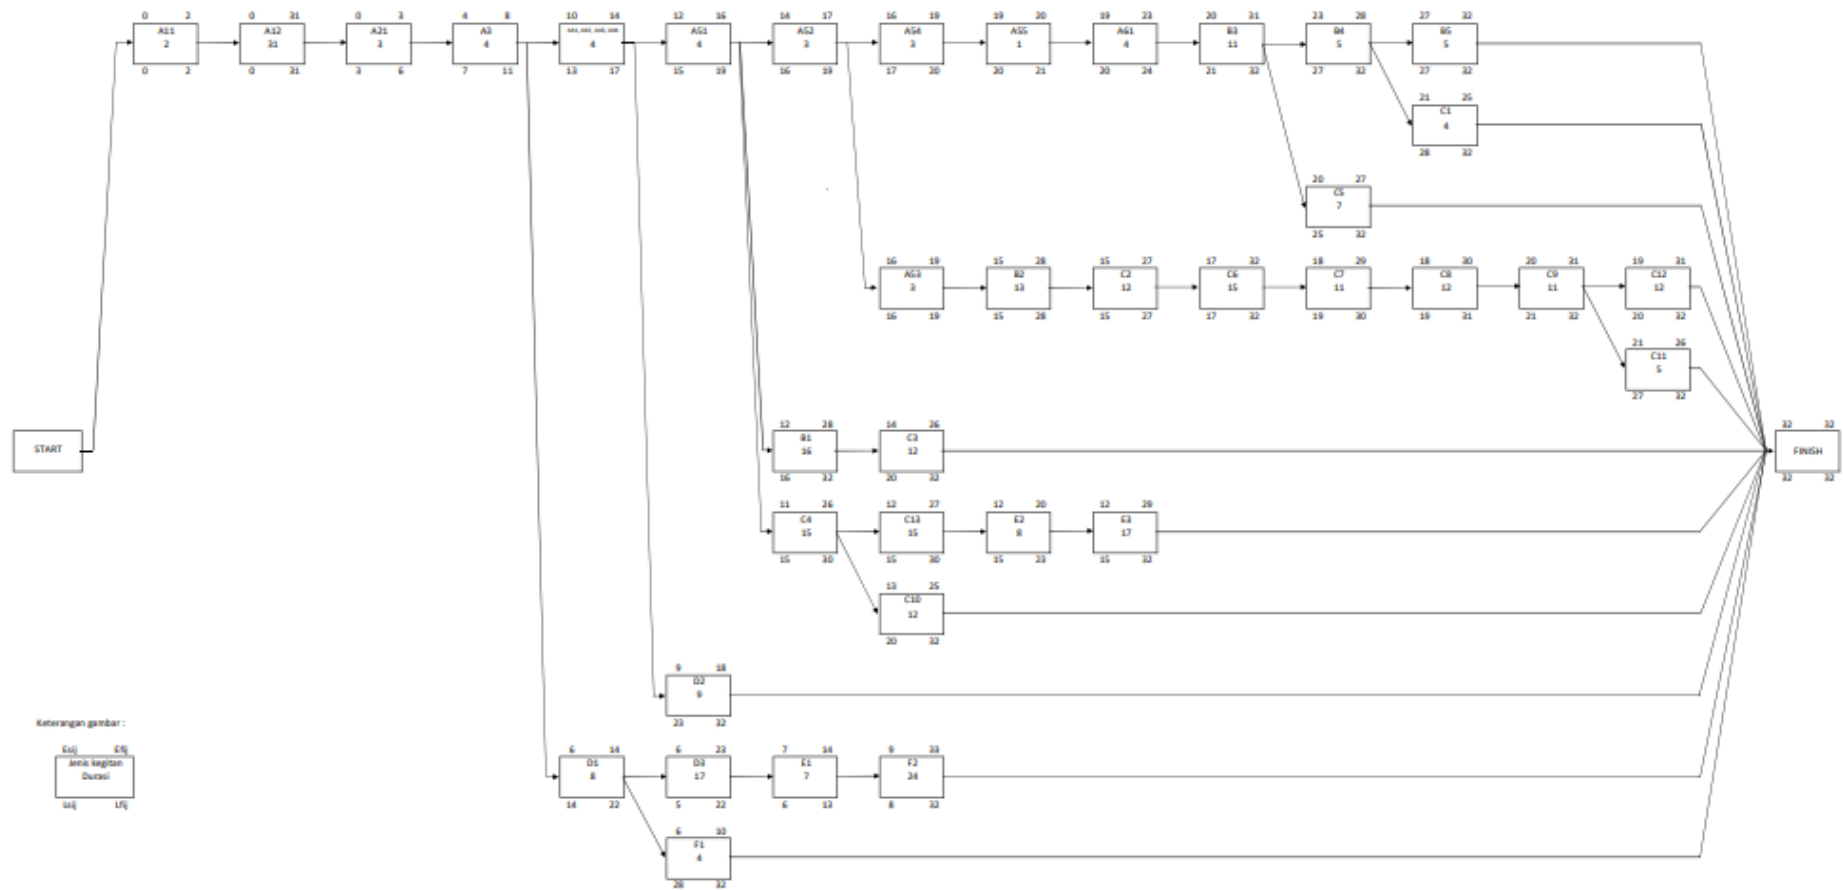 0 2 0 31 0 3 4 8 10 14 12 16 14 17 16 19 19 20 19 23 20 31 23 28 27 32
A11 A12 A21 A3 A51 A52 A54 A55 A61 B3 B4 B5
2 31 3 4 4 4 3 3 1 4 11 5 5
0 2 0 31 3 6 7 11 13 17 15 19 16 19 17 20 20 21 20 24 21 32 27 32 27 32
21 25
C1
4
28 32
20 27
C5
7
25 32
16 19 15 28 15 27 17 32 18 29 18 30 20 31 19 31
A53 B2 C2 C6 C7 C8 C9 C12
3 13 12 15 11 12 11 12
16 19 15 28 15 27 17 32 19 30 19 31 21 32 20 32
21 26
C11
5
27 32
12 28 14 26 32 32
B1 C3
START 16 12 FINISH
16 32 20 32 32 32
11 26 12 27 12 20 12 29
C4 C13 E2 E3
15 15 8 17
15 30 15 30 15 23 15 32
13 25
C10
12
20 32
9 18
D2
9
23 32
Keterangan gambar :
Esij Efij
Jenis kegitan
Durasi
Lsij Lfij
6 14 6 23 7 14 9 33
D1 D3 E1 F2
8 17 7 24
14 22 5 22 6 13 8 32
6 10
F1
4
28 32